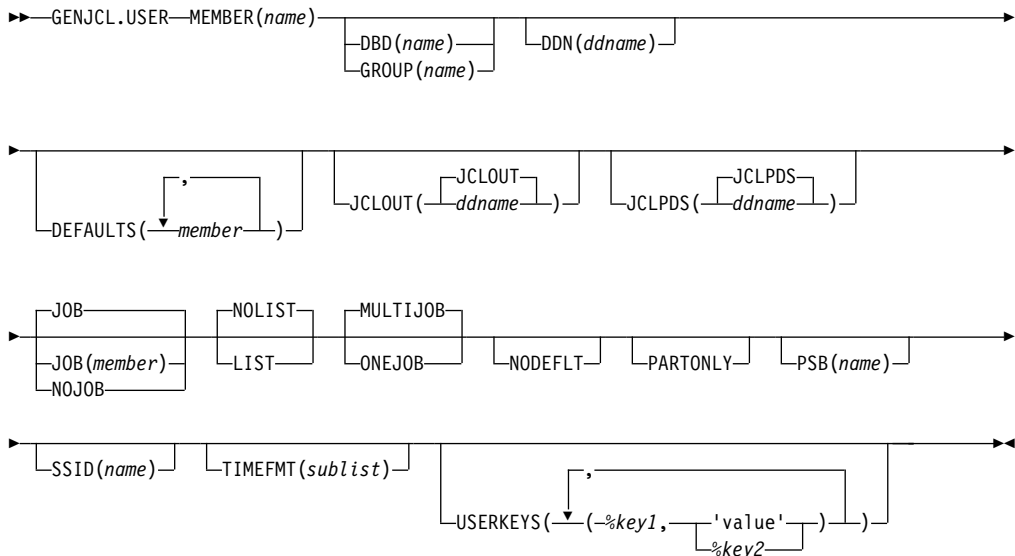 GENJCL.USER MEMBER(name)
DBD(name)
GROUP(name)
DDN(ddname)
DEFAULTS( member )
,
JCLOUT( JCLOUT
ddname )
JCLPDS( JCLPDS
ddname )
JOB
JOB(member)
NOJOB
NOLIST
LIST
MULTIJOB
ONEJOB
NODEFLT
PARTONLY
PSB(name)
SSID(name)
TIMEFMT(sublist)
,
USERKEYS( (%key1, 'value' ) )
%key2